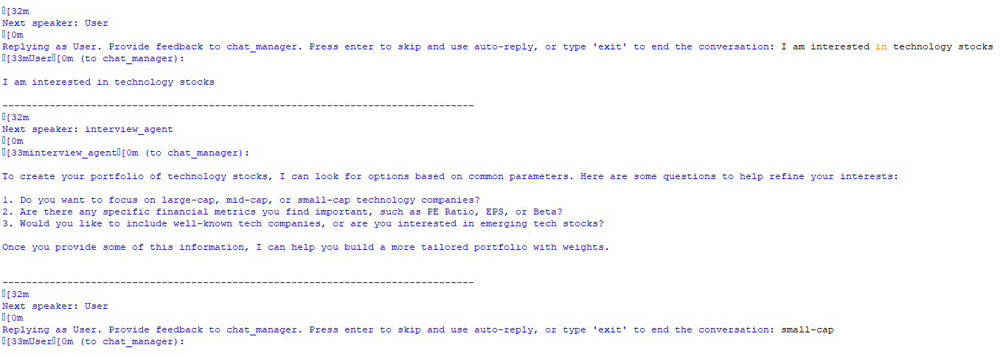 [32m
Next speaker: User
[0m
Replying as User. Provide feedback to chat_manager. Press enter to skip and use auto-reply, or type 'exit' to end the conversation: I am interested in technology stocks
[33mUser[0m (to chat_manager):
I am interested in technology stocks
--------------------------------------------------------------------------------
[32m
Next speaker: interview_agent
[0m
[33minterview_agent[0m (to chat_manager):
To create your portfolio of technology stocks, I can look for options based on common parameters. Here are some questions to help refine your interests:
1. Do you want to focus on large-cap, mid-cap, or small-cap technology companies?
2. Are there any specific financial metrics you find important, such as PE Ratio, EPS, or Beta?
3. Would you like to include well-known tech companies, or are you interested in emerging tech stocks?
Once you provide some of this information, I can help you build a more tailored portfolio with weights.
--------------------------------------------------------------------------------
[32m
Next speaker: User
[0m
Replying as User. Provide feedback to chat_manager. Press enter to skip and use auto-reply, or type 'exit' to end the conversation: small-cap
[33mUser[0m (to chat_manager):